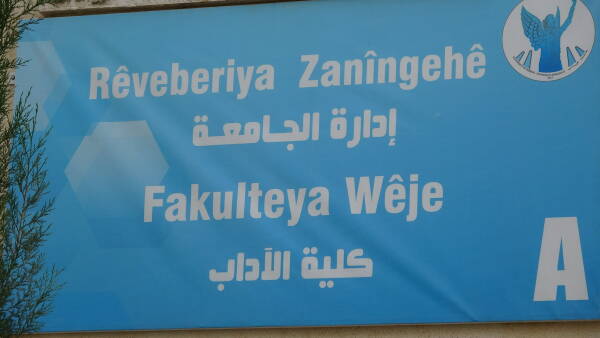 Rêveberiya Zanîngehê
إدارة الجامعة
Fakulteya Wêje
كلية الآداب
A